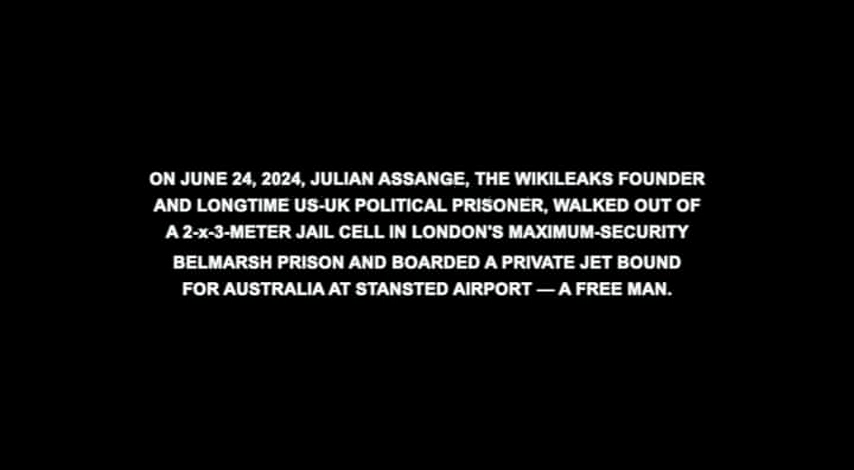 ON JUNE 24, 2024, JULIAN ASSANGE, THE WIKILEAKS FOUNDER
AND LONGTIME US-UK POLITICAL PRISONER, WALKED OUT OF
A 2-x-3-METER JAIL CELL IN LONDON'S MAXIMUM-SECURITY
BELMARSH PRISON AND BOARDED A PRIVATE JET BOUND
FOR AUSTRALIA AT STANSTED AIRPORT — A FREE MAN.